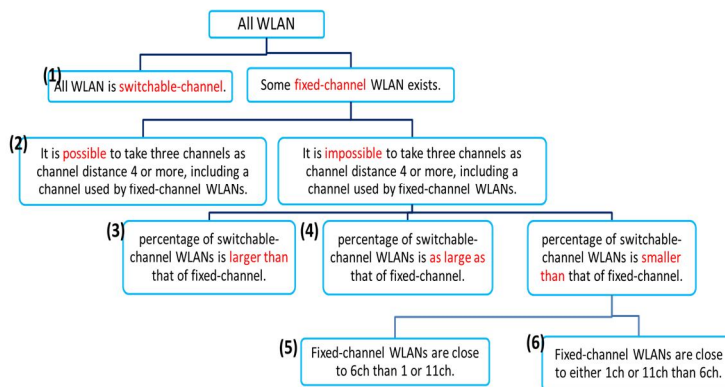 All WLAN
(1)
All WLAN is switchable-channel.
Some fixed-channel WLAN exists.
(2)
It is possible to take three channels as
channel distance 4 or more, including a
channel used by fixed-channel WLANs.
It is impossible to take three channels as
channel distance 4 or more, including a
channel used by fixed-channel WLANs.
(3)
percentage of switchable-
channel WLANs is larger than
that of fixed-channel.
(4)
percentage of switchable-
channel WLANs is as large as
that of fixed-channel.
percentage of switchable-
channel WLANs is smaller
than that of fixed-channel.
(5)
Fixed-channel WLANs are close
to 6ch than 1 or 11ch.
(6)
Fixed-channel WLANs are close
to either 1ch or 11ch than 6ch.